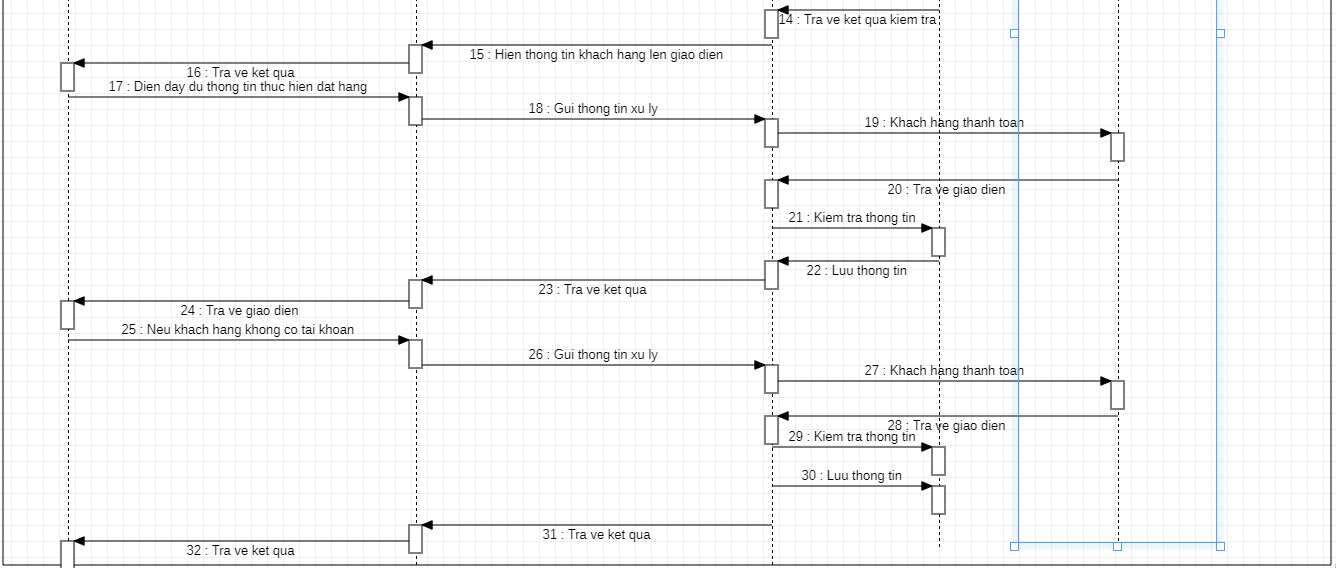 14 : Tra ve ket qua kiem tra
15 : Hien thong tin khach hang len giao dien
16 : Tra ve ket qua
17 : Dien day du thong tin thuc hien dat hang
18 : Gui thong tin xu ly
19 : Khach hang thanh toan
20 : Tra ve giao dien
21 : Kiem tra thong tin
22 : Luu thong tin
23 : Tra ve ket qua
24 : Tra ve giao dien
25 : Neu khach hang khong co tai khoan
26 : Gui thong tin xu ly
27 : Khach hang thanh toan
28 : Tra ve giao dien
29 : Kiem tra thong tin
30 : Luu thong tin
31 : Tra ve ket qua
32 : Tra ve ket qua